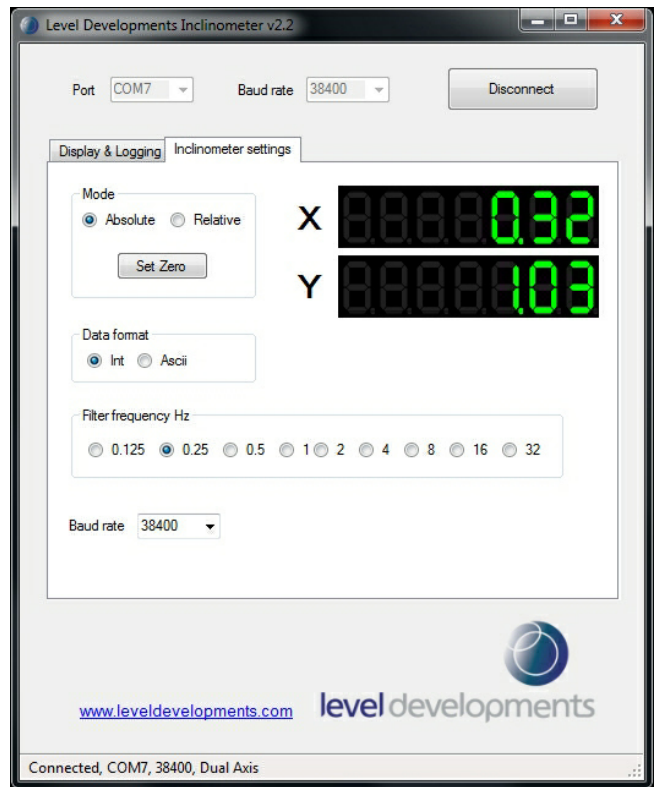 Level Developments Inclinometer v2.2
Port COM7 Baud rate 38400 Disconnect
Display & Logging Inclinometer settings
Mode
Absolute Relative
Set Zero
X 0.32
Y 1.03
Data format
Int Ascii
Filter frequency Hz
0.125 0.25 0.5 1 2 4 8 16 32
Baud rate 38400
www.leveldevelopments.com
level developments
Connected, COM7, 38400, Dual Axis